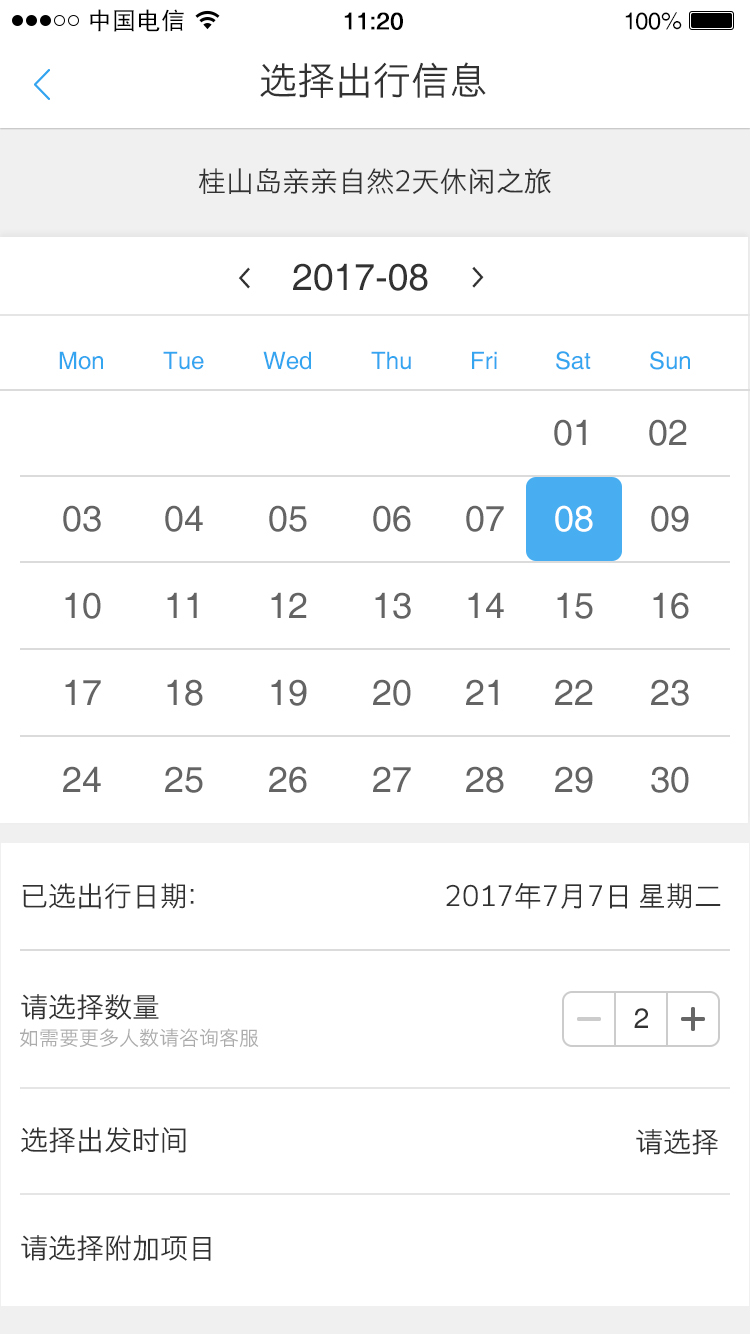 中国电信 11:20 100%
选择出行信息
桂山岛亲亲自然2天休闲之旅
2017-08
Mon Tue Wed Thu Fri Sat Sun
01 02
03 04 05 06 07 08 09
10 11 12 13 14 15 16
17 18 19 20 21 22 23
24 25 26 27 28 29 30
已选出行日期: 2017年7月7日 星期二
请选择数量
如需要更多人数请咨询客服
2
选择出发时间 请选择
请选择附加项目